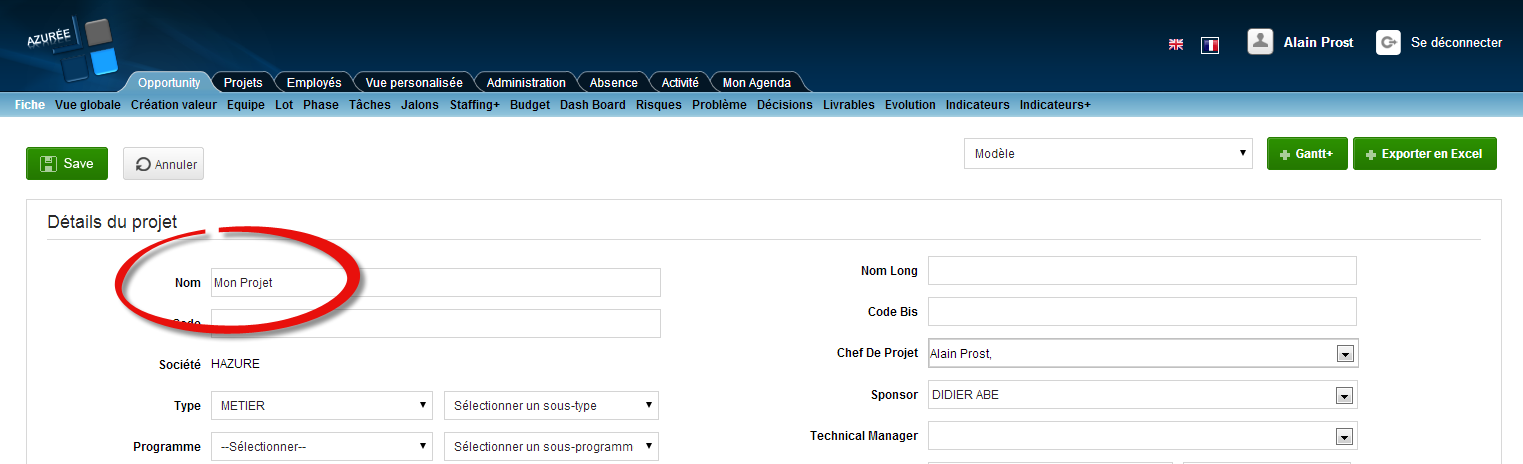 AZURÉE
Alain Prost
Se déconnecter
Opportunity Projets Employés Vue personalisée Administration Absence Activité Mon Agenda
Fiche Vue globale Création valeur Equipe Lot Phase Tâches Jalons Staffing+ Budget Dash Board Risques Problème Décisions Livrables Evolution Indicateurs Indicateurs+
Save Annuler Modèle Gantt+ Exporter en Excel
Détails du projet
Nom Mon Projet
Code
Société HAZURE
Type METIER Sélectionner un sous-type
Programme --Sélectionner-- Sélectionner un sous-programm
Nom Long
Code Bis
Chef De Projet Alain Prost,
Sponsor DIDIER ABE
Technical Manager